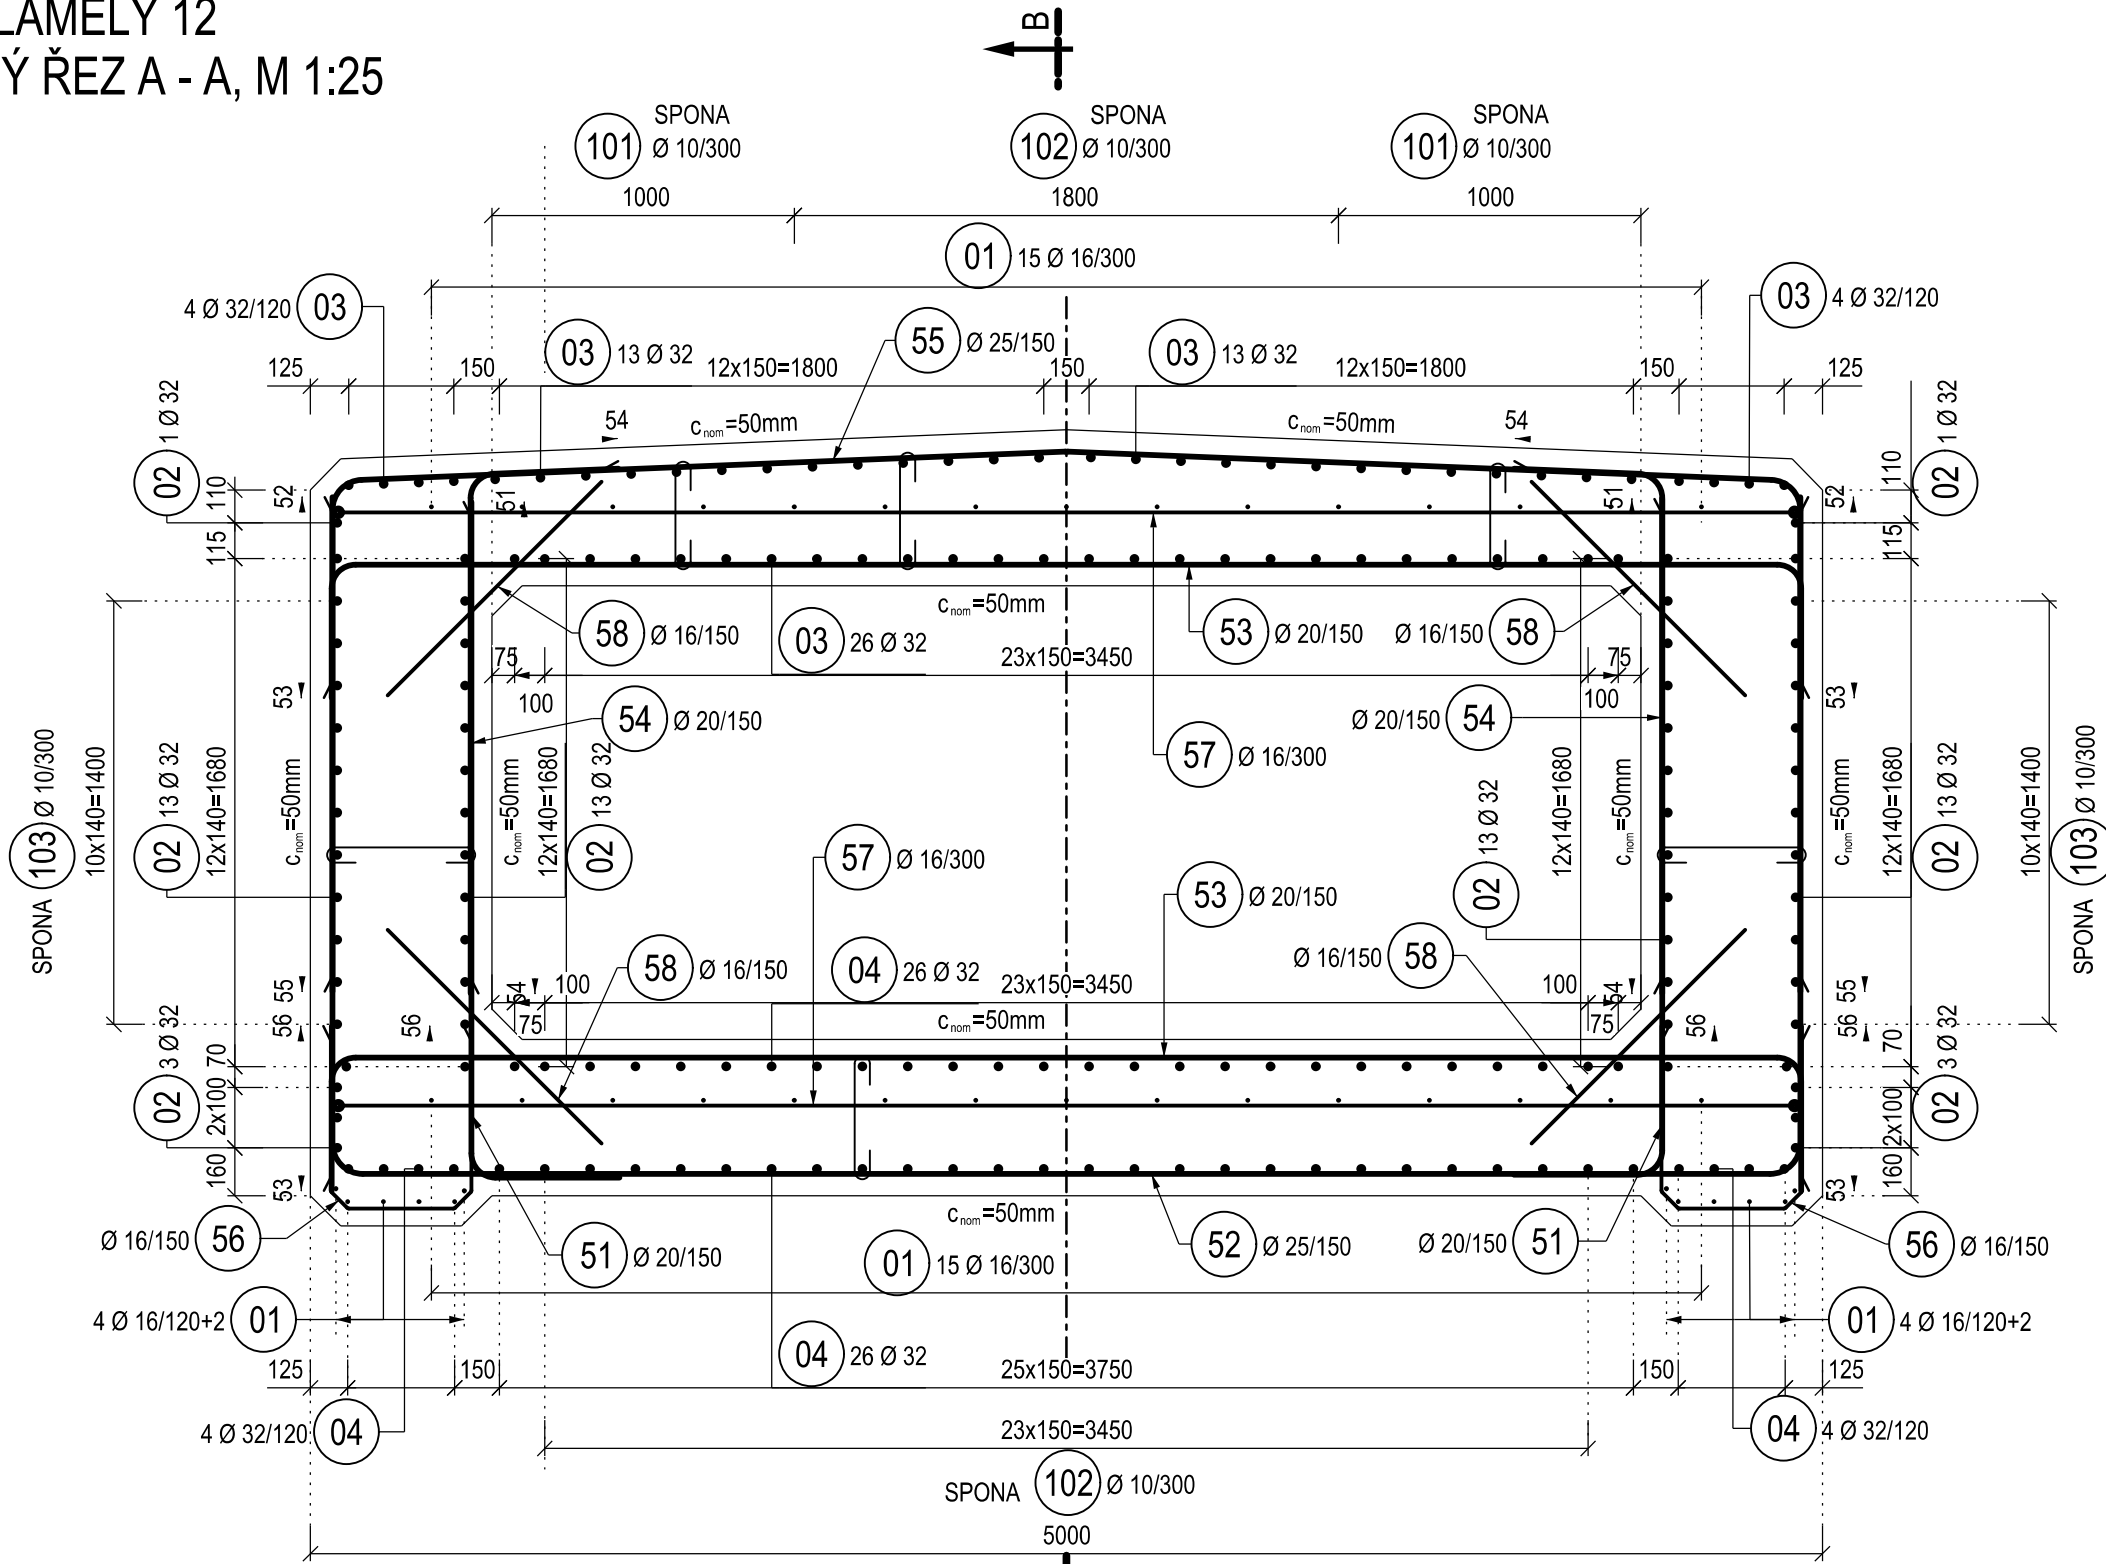 LAMELY 12
Ý ŘEZ A - A, M 1:25
B
SPONA
101 Ø 10/300
SPONA
102 Ø 10/300
SPONA
101 Ø 10/300
1000
1800
1000
01 15 Ø 16/300
4 Ø 32/120 03
03 4 Ø 32/120
03 13 Ø 32
55 Ø 25/150
03 13 Ø 32
125
150
12x150=1800
150
12x150=1800
150
125
54
cnom=50mm
cnom=50mm
54
02 1 Ø 32
110
52
51
51
52
110
02 1 Ø 32
115
115
cnom=50mm
58 Ø 16/150
03 26 Ø 32
53 Ø 20/150
Ø 16/150 58
75
23x150=3450
75
100
100
53
53
54 Ø 20/150
Ø 20/150 54
57 Ø 16/300
SPONA 103 Ø 10/300
10x140=1400
02 13 Ø 32
12x140=1680
cnom=50mm
cnom=50mm
12x140=1680
02 13 Ø 32
02 13 Ø 32
12x140=1680
cnom=50mm
cnom=50mm
12x140=1680
02 13 Ø 32
10x140=1400
SPONA 103 Ø 10/300
57 Ø 16/300
53 Ø 20/150
58 Ø 16/150
04 26 Ø 32
Ø 16/150 58
55
54
100
23x150=3450
100
54
55
56
56
75
cnom=50mm
75
56
56
02 3 Ø 32
70
70
02 3 Ø 32
2x100
2x100
160
53
53
160
cnom=50mm
Ø 16/150 56
51 Ø 20/150
52 Ø 25/150
Ø 20/150 51
56 Ø 16/150
01 15 Ø 16/300
4 Ø 16/120+2 01
01 4 Ø 16/120+2
04 26 Ø 32
125
150
25x150=3750
150
125
4 Ø 32/120 04
04 4 Ø 32/120
23x150=3450
SPONA 102 Ø 10/300
5000